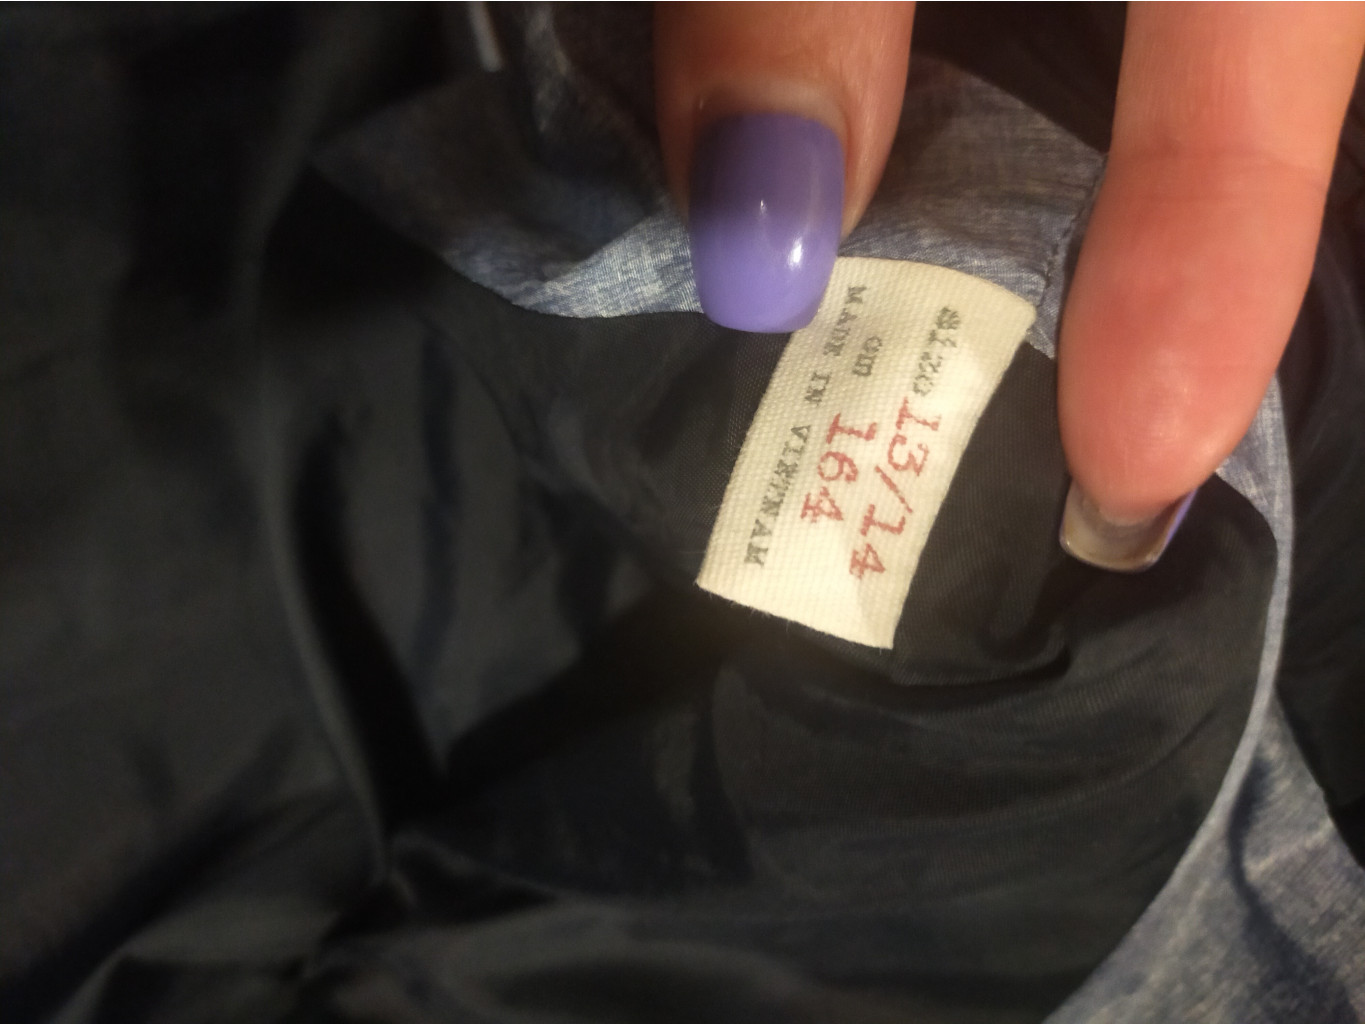 Size 13/14
cm 164
MADE IN VIETNAM